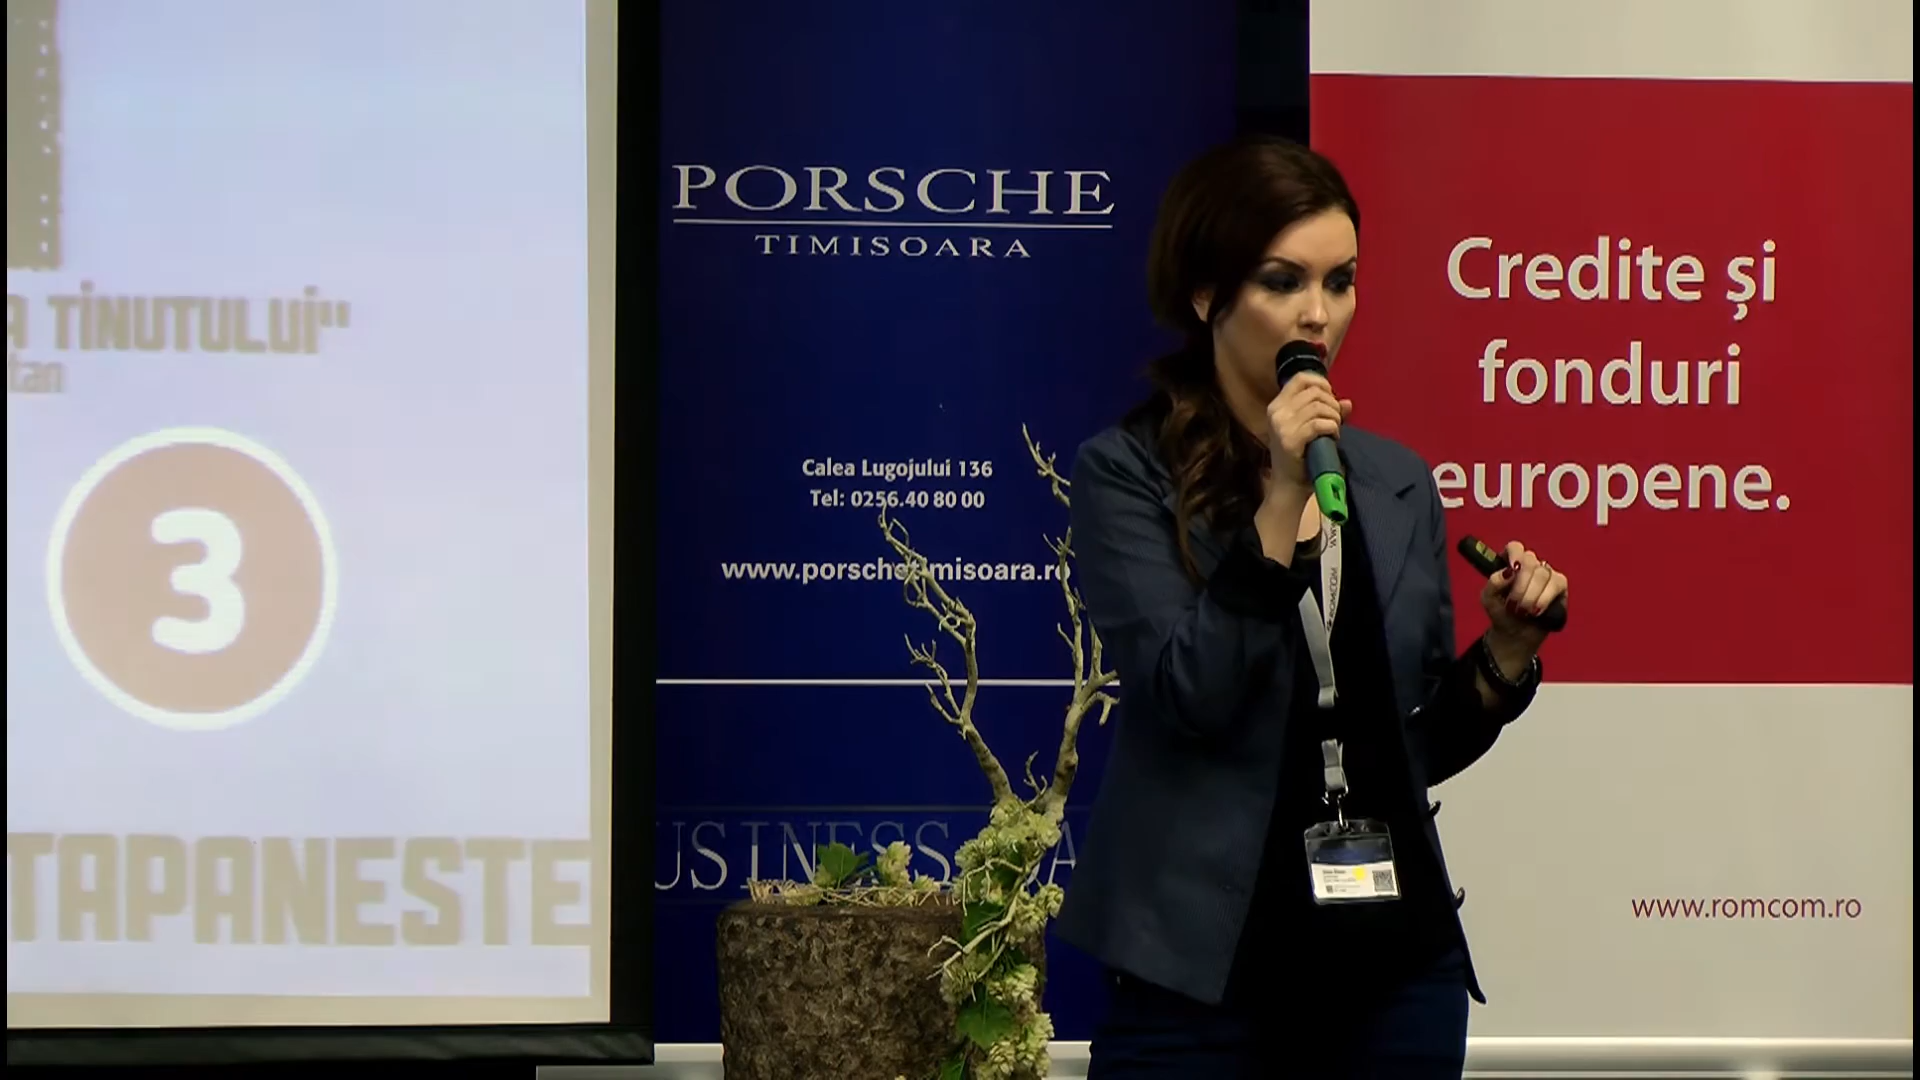 TINUTULUI"
3
TAPANESTE
PORSCHE
TIMISOARA
Calea Lugojului 136
Tel: 0256.40 80 00
www.porschetimisoara.ro
Credite și
fonduri
europene.
www.romcom.ro
ROMCOM